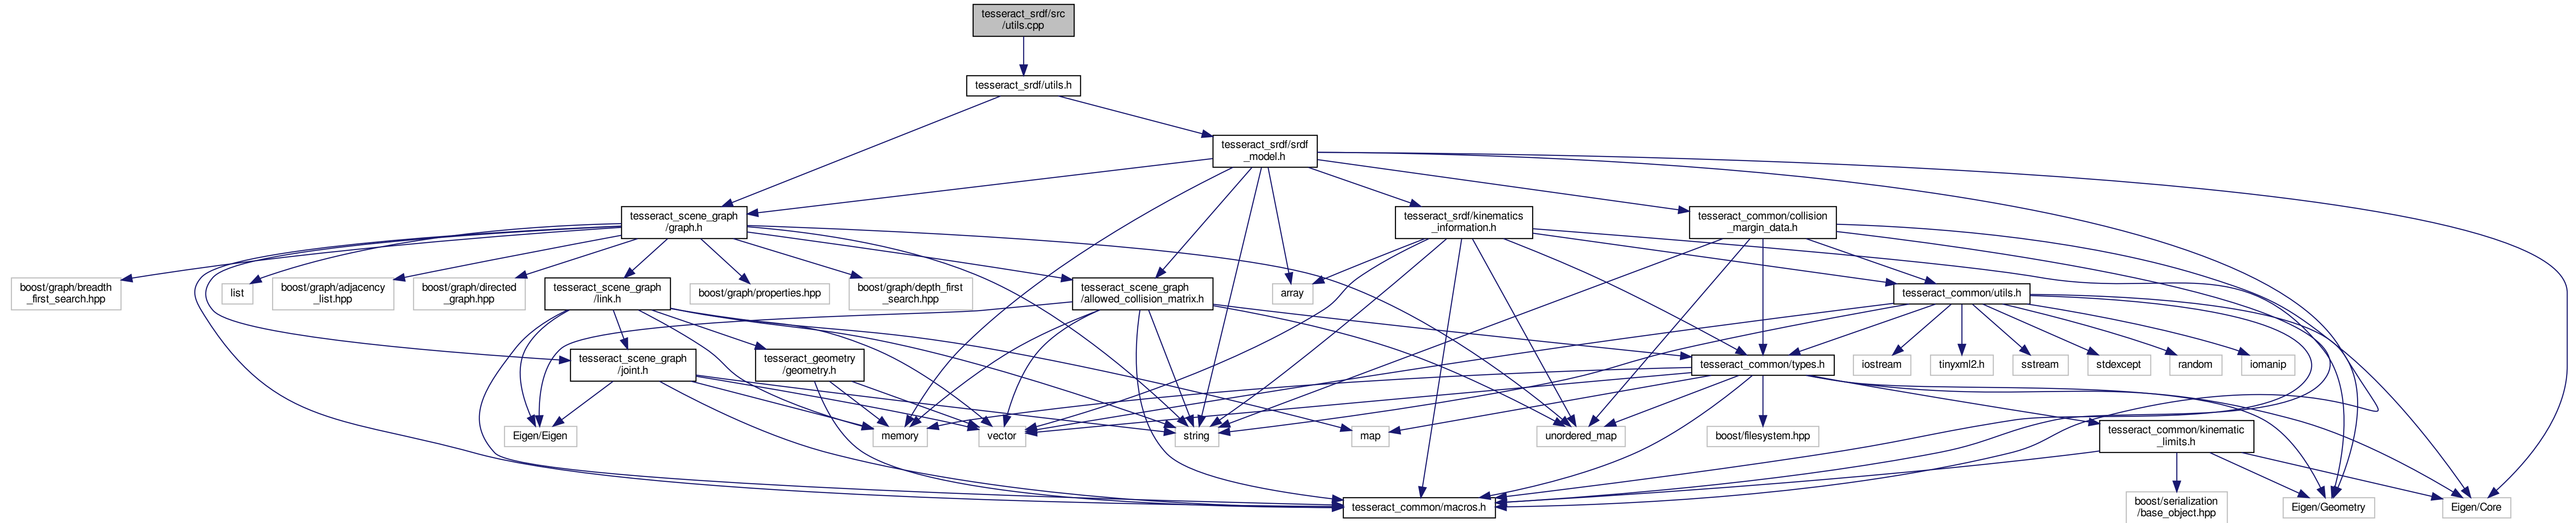 tesseract_srdf/src
/utils.cpp
tesseract_srdf/utils.h
tesseract_srdf/srdf
_model.h
tesseract_scene_graph
/graph.h
tesseract_srdf/kinematics
_information.h
tesseract_common/collision
_margin_data.h
boost/graph/breadth
_first_search.hpp
list
boost/graph/adjacency
_list.hpp
boost/graph/directed
_graph.hpp
tesseract_scene_graph
/link.h
boost/graph/properties.hpp
boost/graph/depth_first
_search.hpp
tesseract_scene_graph
/allowed_collision_matrix.h
array
tesseract_common/utils.h
tesseract_scene_graph
/joint.h
tesseract_geometry
/geometry.h
tesseract_common/types.h
iostream
tinyxml2.h
sstream
stdexcept
random
iomanip
Eigen/Eigen
memory
vector
string
map
unordered_map
boost/filesystem.hpp
tesseract_common/kinematic
_limits.h
tesseract_common/macros.h
boost/serialization
/base_object.hpp
Eigen/Geometry
Eigen/Core